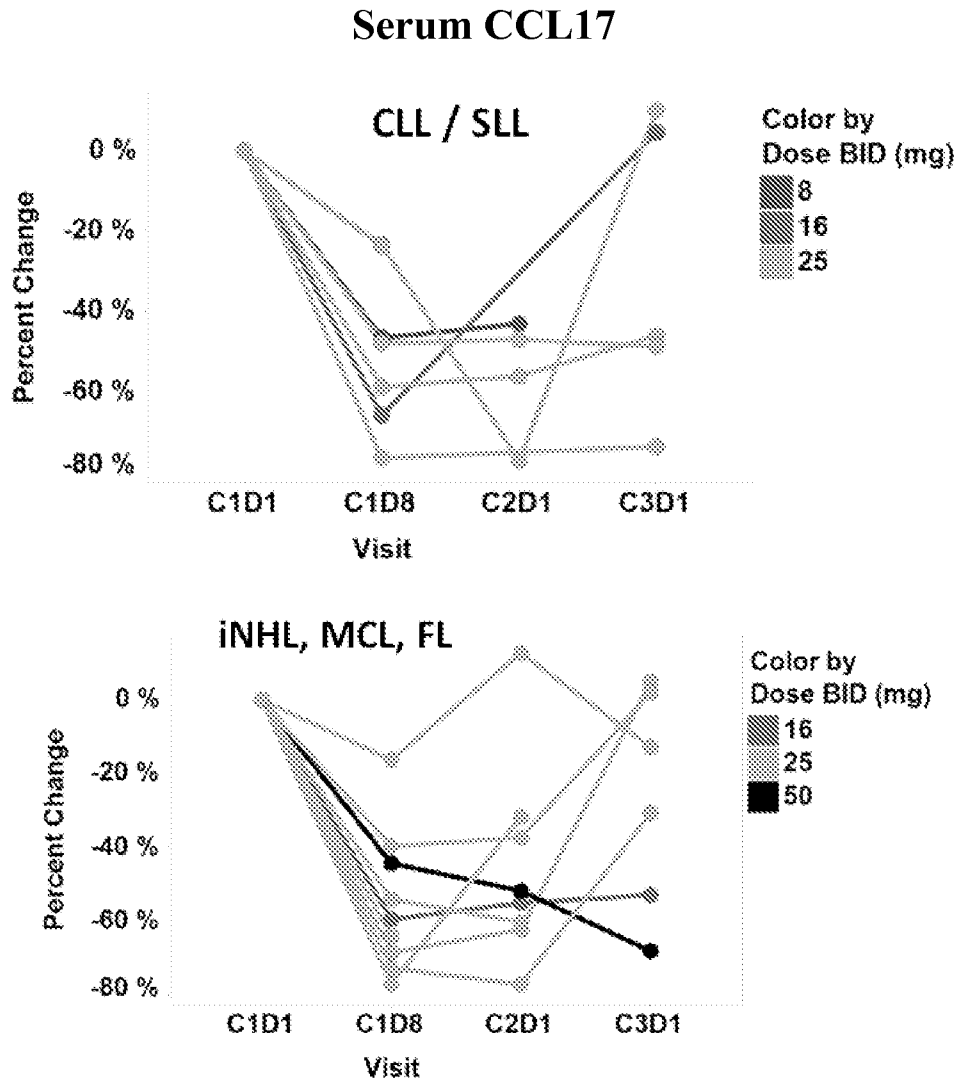 Serum CCL17
CLL / SLL
Color by
Dose BID (mg)
8
16
25
0 %
-20 %
-40 %
-60 %
-80 %
Percent Change
C1D1 C1D8 C2D1 C3D1
Visit
iNHL, MCL, FL
Color by
Dose BID (mg)
16
25
50
0 %
-20 %
-40 %
-60 %
-80 %
Percent Change
C1D1 C1D8 C2D1 C3D1
Visit